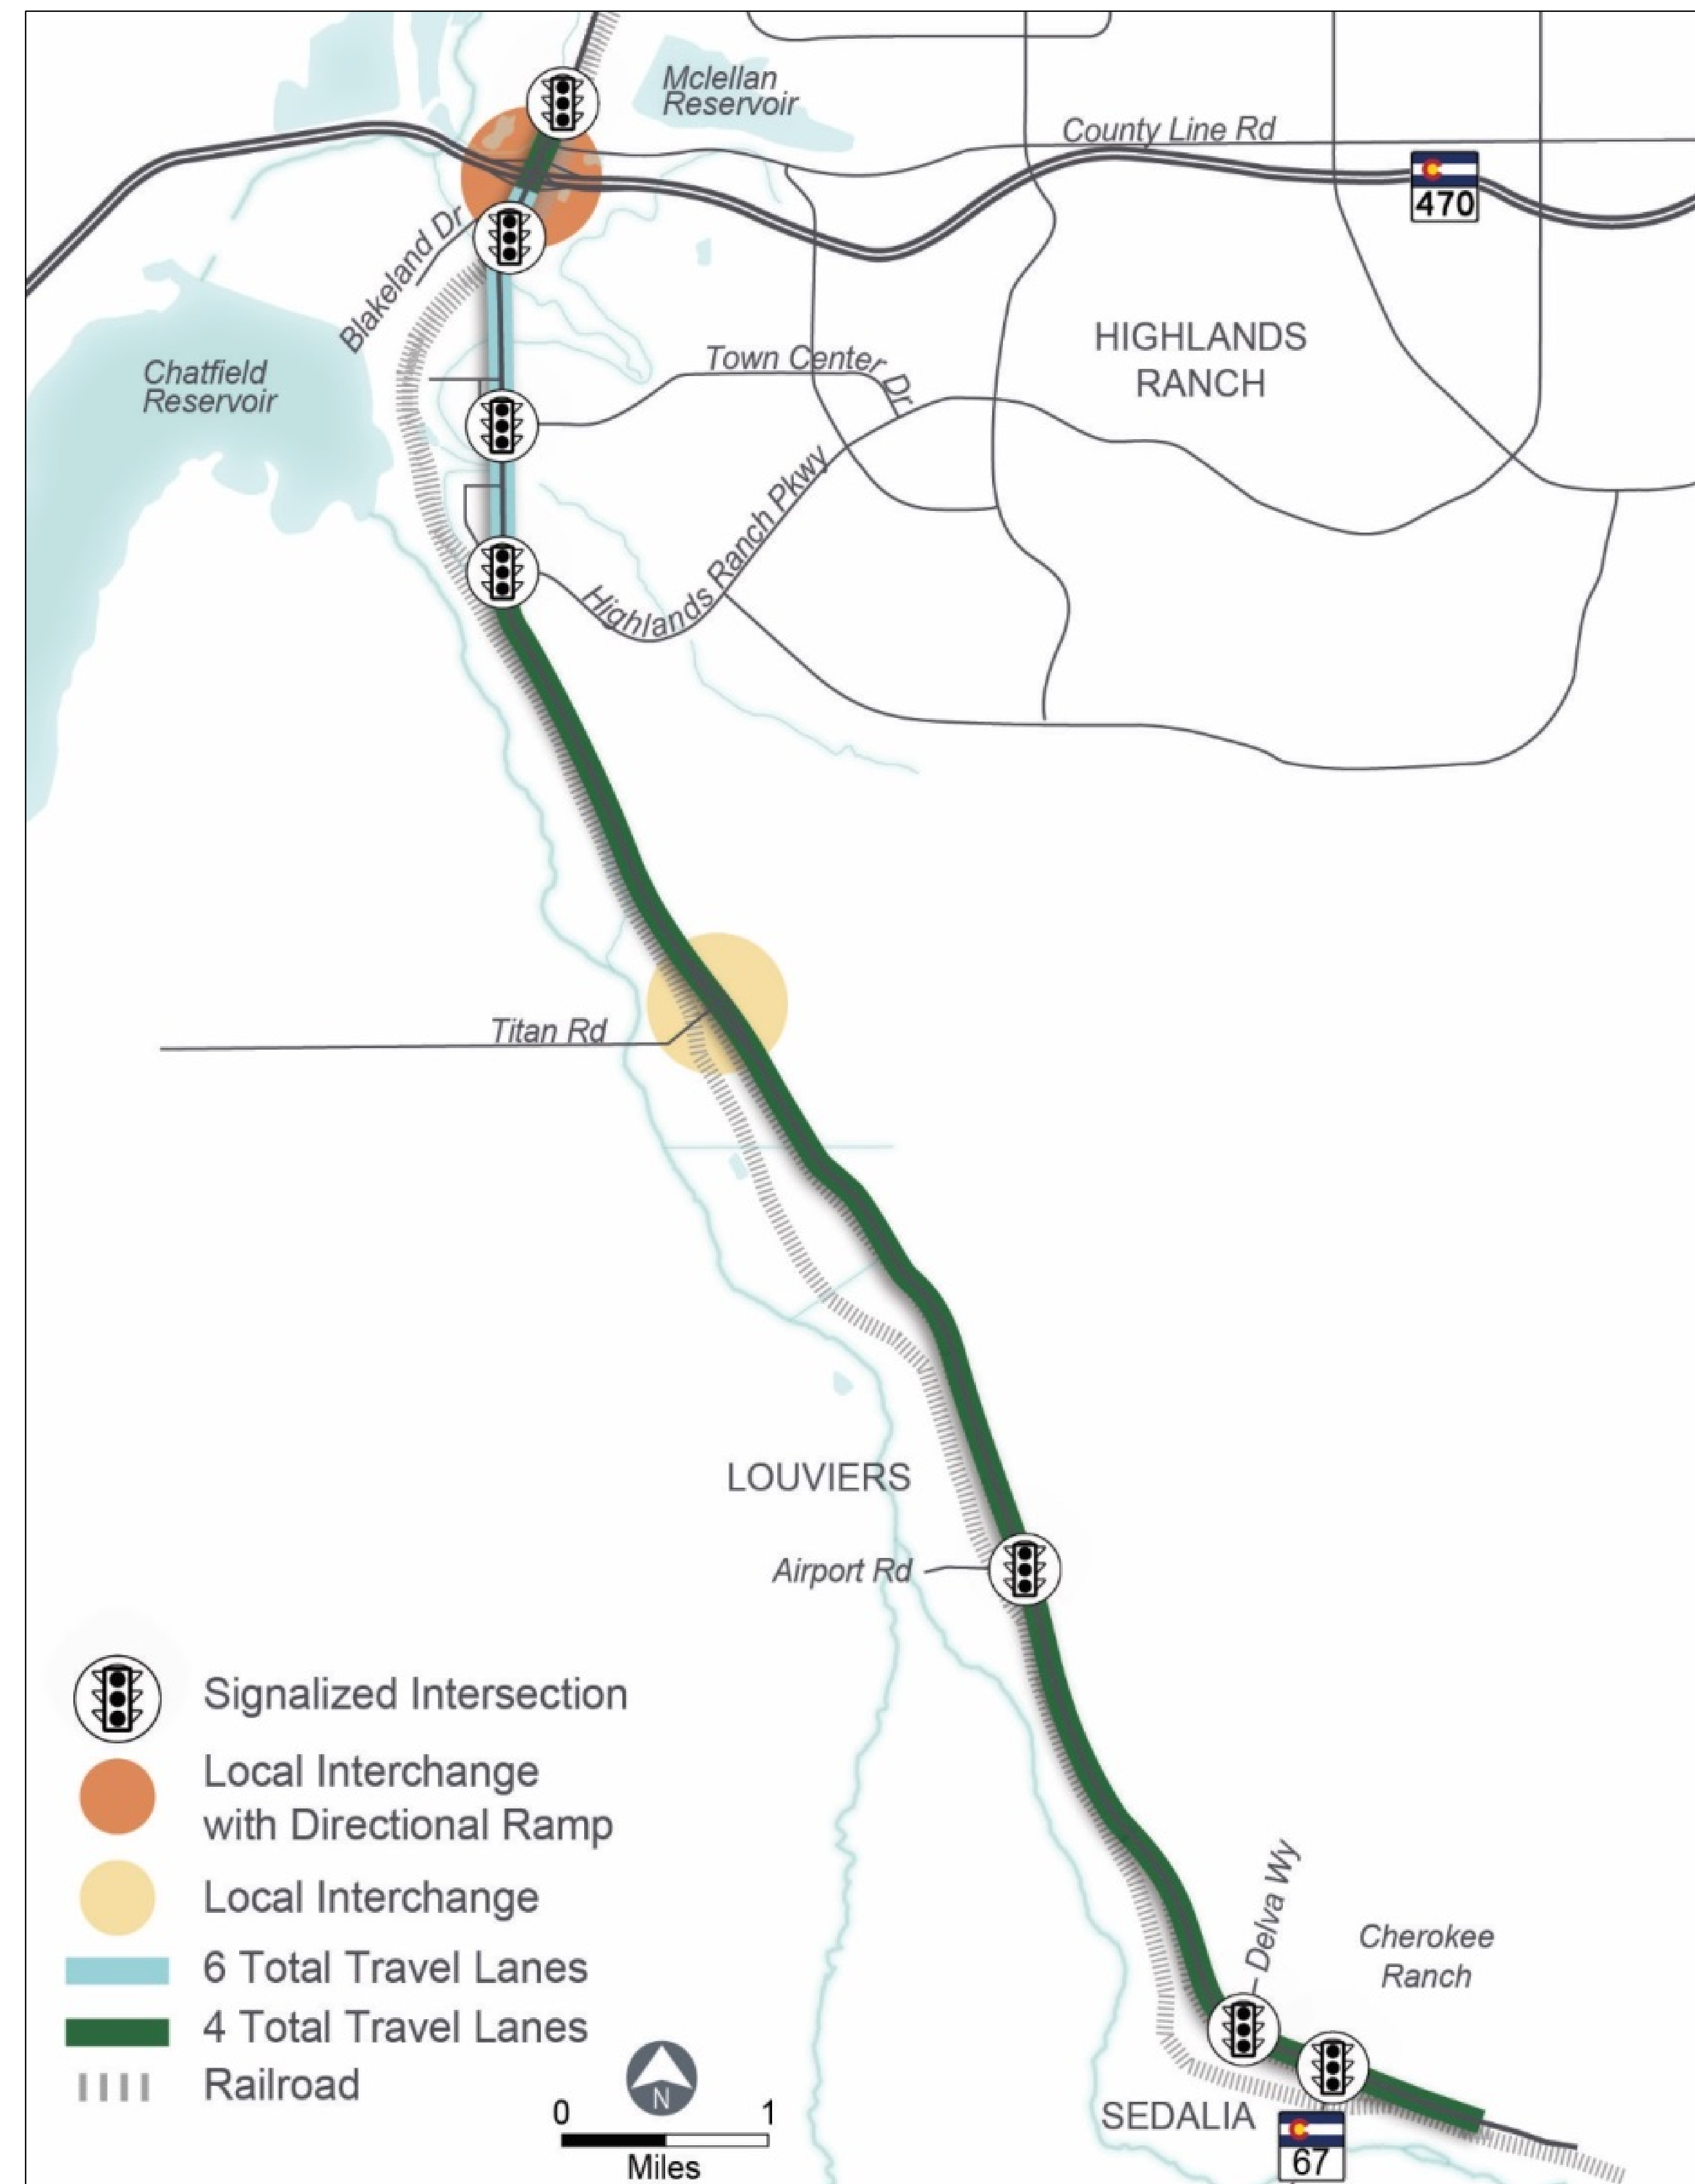 Mclellan
Reservoir
County Line Rd
470
Blakeland Dr
HIGHLANDS
RANCH
Chatfield
Reservoir
Town Center Dr
Highlands Ranch Pkwy
Titan Rd
LOUVIERS
Airport Rd
Delva Wy
Cherokee
Ranch
SEDALIA
67
Signalized Intersection
Local Interchange
with Directional Ramp
Local Interchange
6 Total Travel Lanes
4 Total Travel Lanes
Railroad
N
0 1
Miles